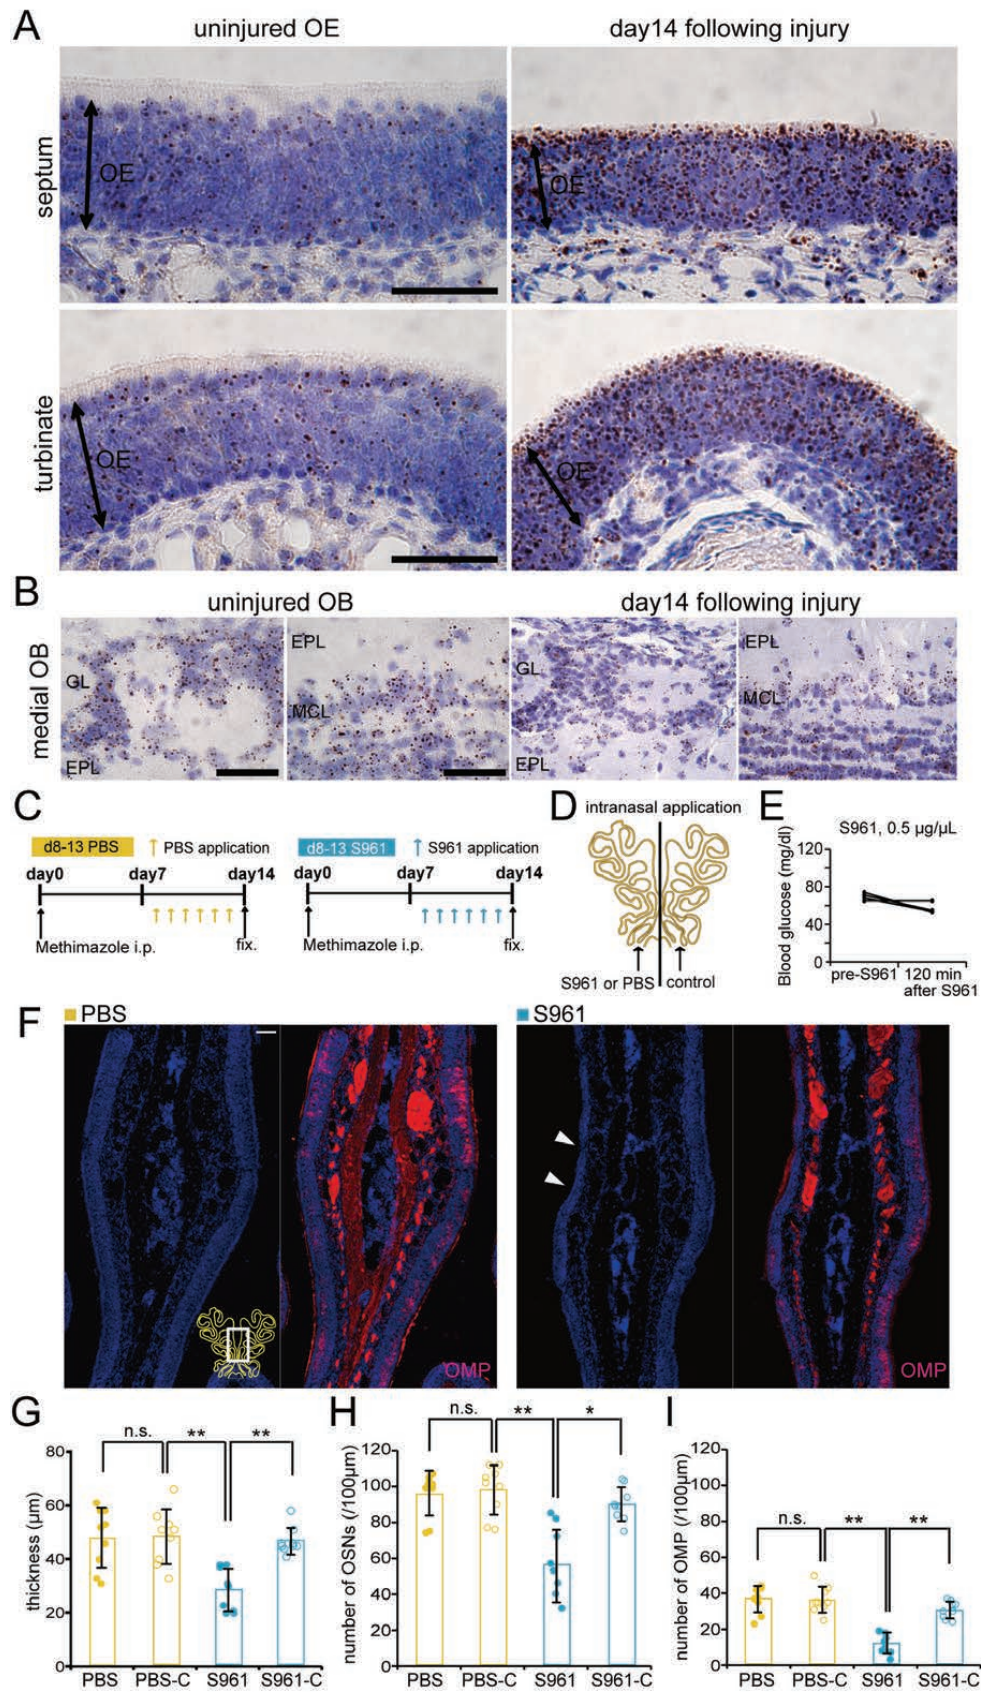 A
uninjured OE
day14 following injury
septum
OE
OE
turbinate
OE
OE
B
uninjured OB
day14 following injury
medial OB
GL
EPL
EPL
MCL
GL
EPL
EPL
MCL
C
d8-13 PBS
PBS application
day0
day7
day14
Methimazole i.p.
fix.
d8-13 S961
S961 application
day0
day7
day14
Methimazole i.p.
fix.
D
intranasal application
S961 or PBS
control
E
S961, 0.5 µg/µL
Blood glucose (mg/dl)
120
80
60
40
0
pre-S961
120 min
after S961
F
PBS
OMP
S961
OMP
G
thickness (µm)
80
60
40
20
0
n.s.
**
**
PBS
PBS-C
S961
S961-C
H
number of OSNs (/100µm)
120
100
80
60
40
20
0
n.s.
**
*
PBS
PBS-C
S961
S961-C
I
number of OMP (/100µm)
120
100
80
60
40
20
0
n.s.
**
**
PBS
PBS-C
S961
S961-C